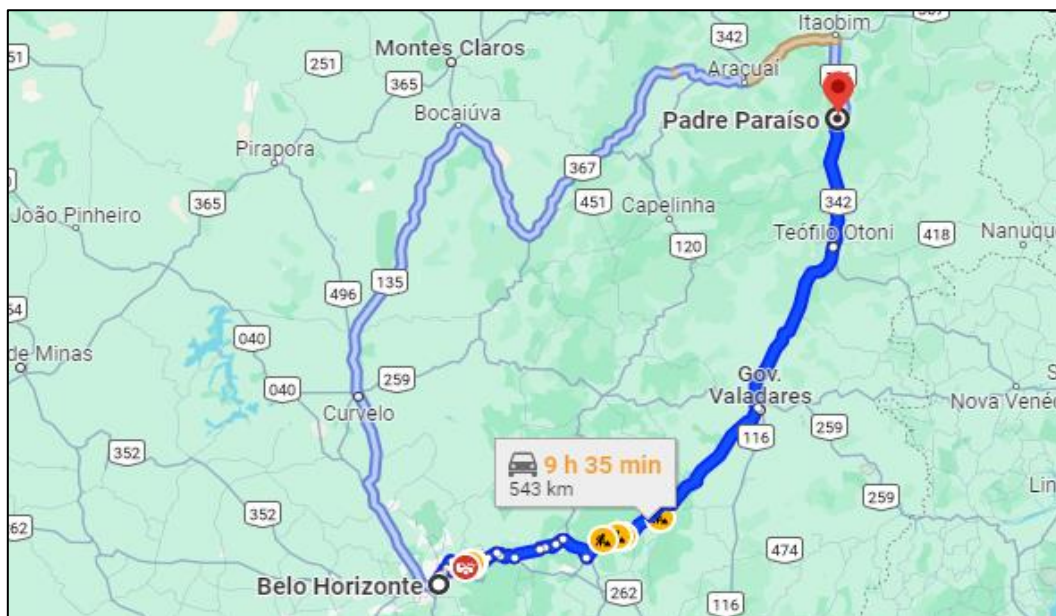 Itaobim
342
251
Montes Claros
Araçuaí
365
Bocaiúva
Padre Paraíso
Pirapora
367
365
451
342
João Pinheiro
Capelinha
Teófilo Otoni
418
Nanuque
120
135
496
040
de Minas
040
259
Gov.
Valadares
Curvelo
Nova Venéc
116
259
352
9 h 35 min
543 km
259
Lin
352
262
474
Belo Horizonte
262
116